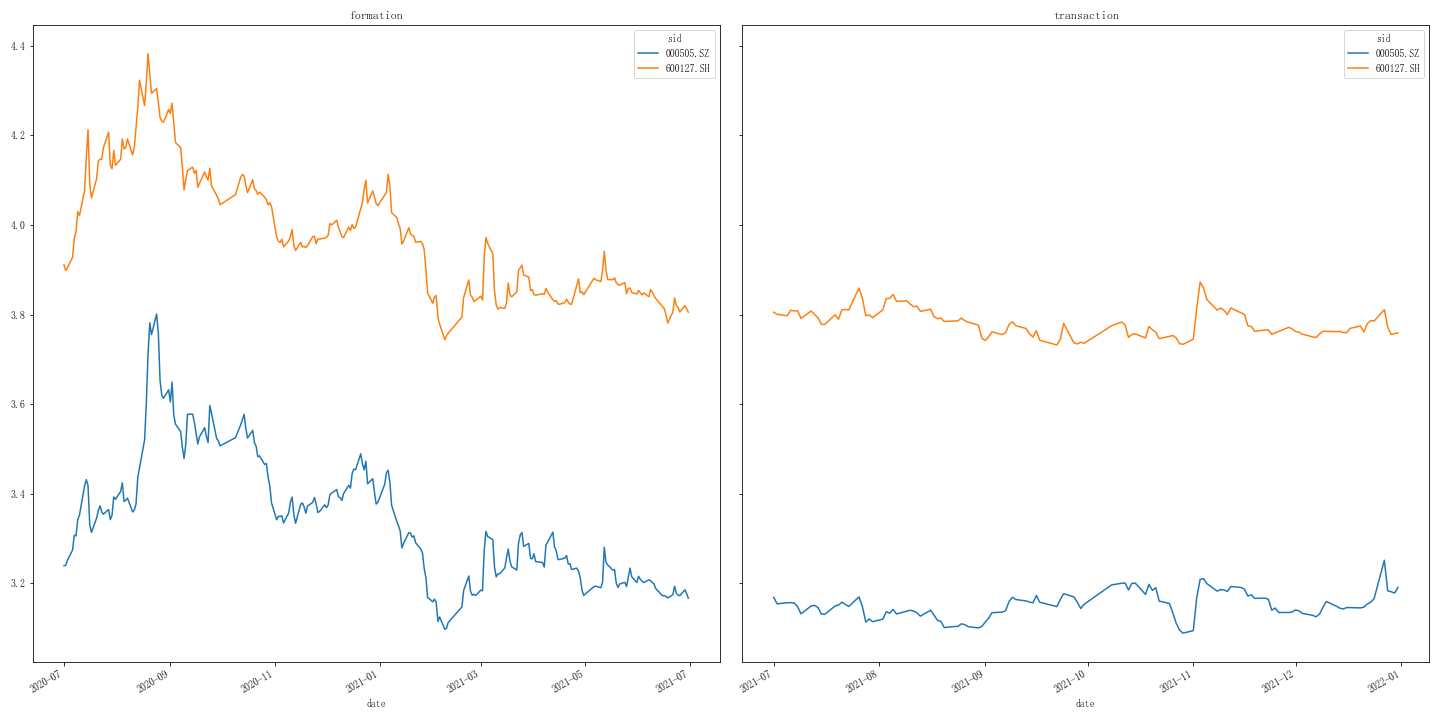 formation
sid
000505.SZ
600127.SH
4.4
4.2
4.0
3.8
3.6
3.4
3.2
2020-07
2020-09
2020-11
2021-01
2021-03
2021-05
2021-07
date
transaction
sid
000505.SZ
600127.SH
2021-07
2021-08
2021-09
2021-10
2021-11
2021-12
2022-01
date